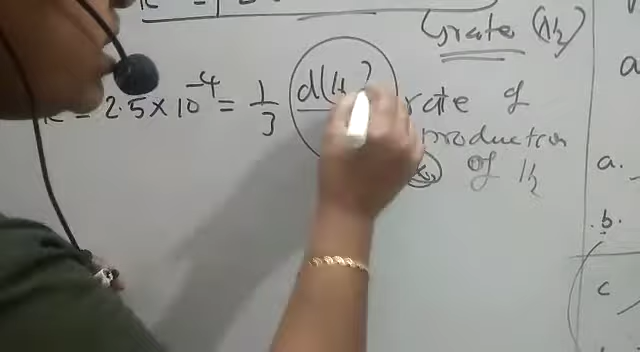 rate (H2)
K = 2.5 × 10^-4 = 1/3 d(H2) rate of
production
of H2
a
a.
b.
c